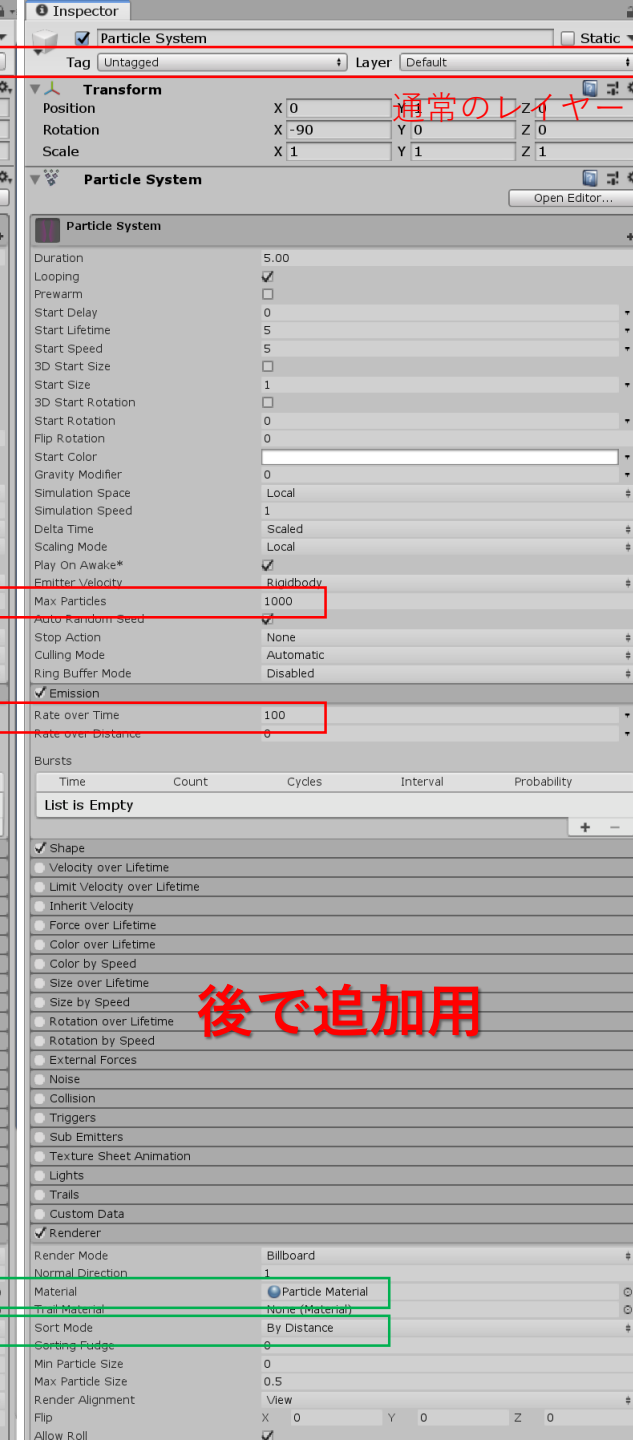 Inspector
Particle System
Static
Tag Untagged Layer Default
Transform
通常のレイヤー
Position X 0 Y 1 Z 0
Rotation X -90 Y 0 Z 0
Scale X 1 Y 1 Z 1
Particle System
Open Editor...
Particle System
Duration 5.00
Looping
Prewarm
Start Delay 0
Start Lifetime 5
Start Speed 5
3D Start Size
Start Size 1
3D Start Rotation
Start Rotation 0
Flip Rotation 0
Start Color
Gravity Modifier 0
Simulation Space Local
Simulation Speed 1
Delta Time Scaled
Scaling Mode Local
Play On Awake*
Emitter Velocity Rigidbody
Max Particles 1000
Auto Random Seed
Stop Action None
Culling Mode Automatic
Ring Buffer Mode Disabled
Emission
Rate over Time 100
Rate over Distance 0
Bursts
Time Count Cycles Interval Probability
List is Empty
+ −
Shape
Velocity over Lifetime
Limit Velocity over Lifetime
Inherit Velocity
Force over Lifetime
Color over Lifetime
Color by Speed
Size over Lifetime
Size by Speed
後で追加用
Rotation over Lifetime
Rotation by Speed
External Forces
Noise
Collision
Triggers
Sub Emitters
Texture Sheet Animation
Lights
Trails
Custom Data
Renderer
Render Mode Billboard
Normal Direction 1
Material Particle Material
Trail Material None (Material)
Sort Mode By Distance
Sorting Fudge 0
Min Particle Size 0
Max Particle Size 0.5
Render Alignment View
Flip X 0 Y 0 Z 0
Allow Roll